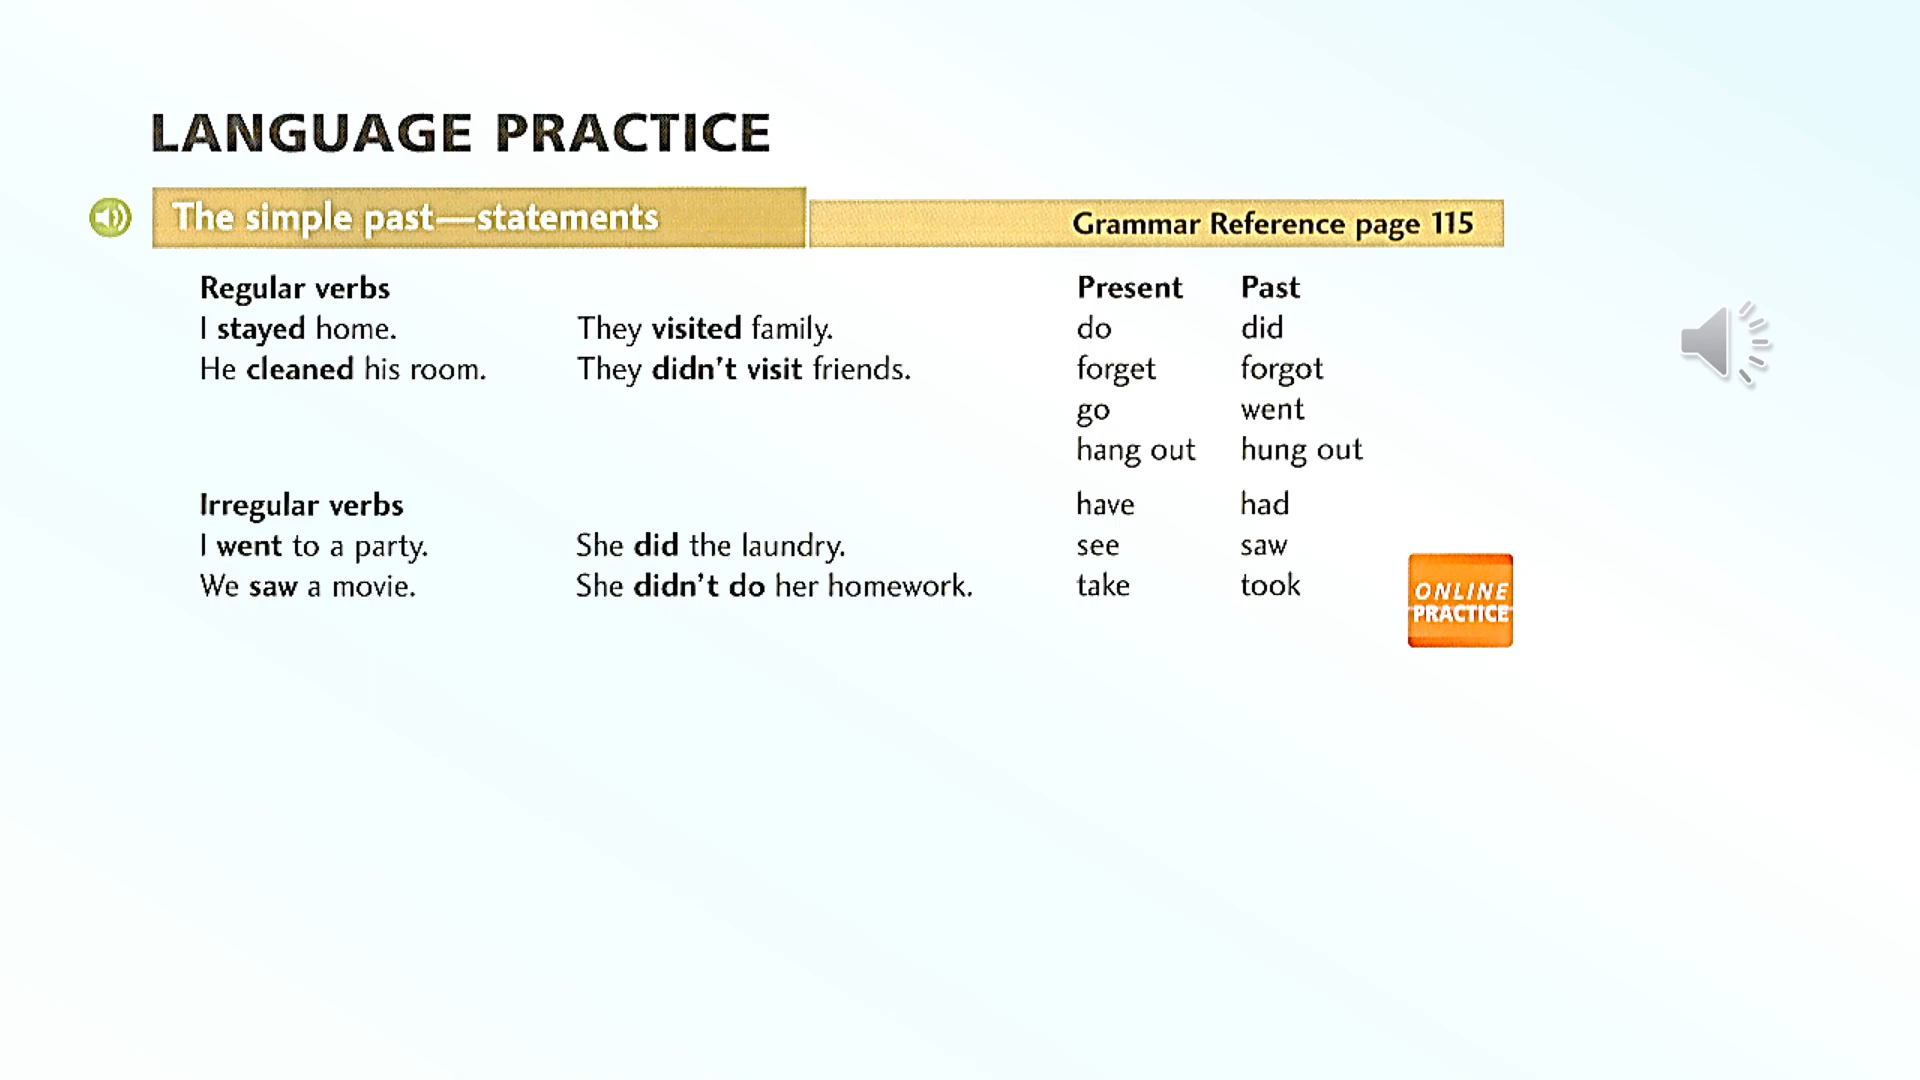 LANGUAGE PRACTICE
The simple past—statements
Grammar Reference page 115
Regular verbs
I stayed home.
He cleaned his room.
They visited family.
They didn't visit friends.
Irregular verbs
I went to a party.
We saw a movie.
She did the laundry.
She didn't do her homework.
Present Past
do did
forget forgot
go went
hang out hung out
have had
see saw
take took
ONLINE
PRACTICE